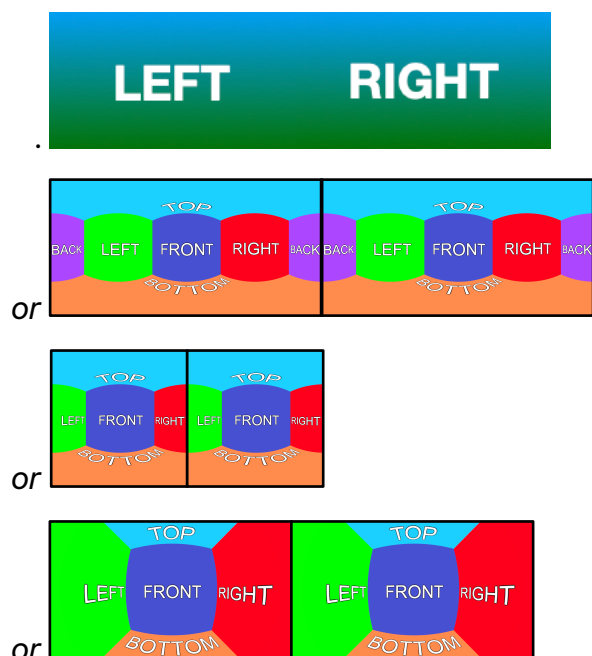 LEFT RIGHT
.
TOP TOP
BACK LEFT FRONT RIGHT BACK BACK LEFT FRONT RIGHT BACK
BOTTOM BOTTOM
or
TOP TOP
LEFT FRONT RIGHT LEFT FRONT RIGHT
BOTTOM BOTTOM
or
TOP TOP
LEFT FRONT RIGHT LEFT FRONT RIGHT
BOTTOM BOTTOM
or